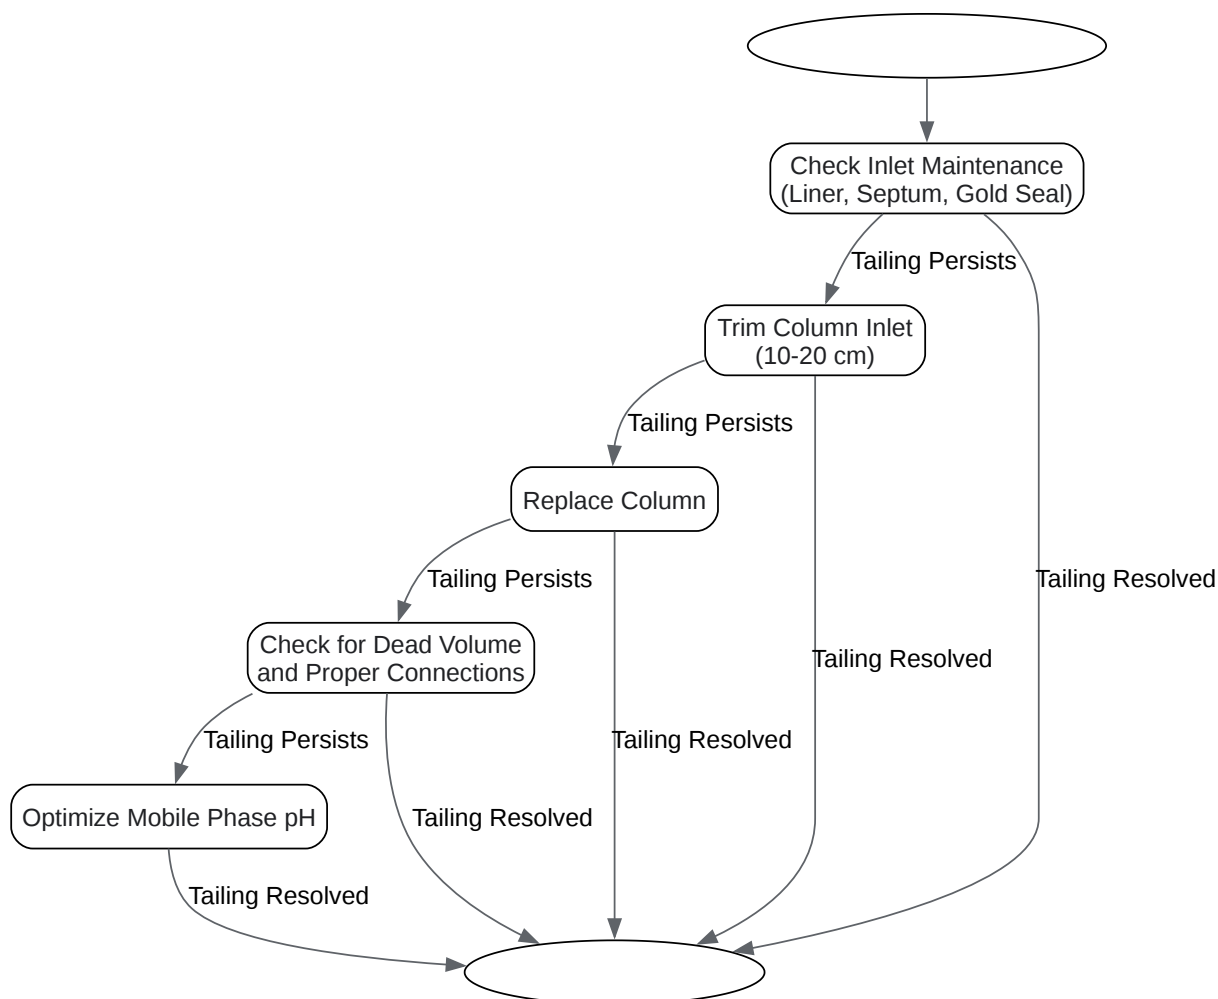 Check Inlet Maintenance
(Liner, Septum, Gold Seal)
Tailing Persists
Trim Column Inlet
(10-20 cm)
Tailing Persists
Replace Column
Tailing Persists
Tailing Resolved
Check for Dead Volume
and Proper Connections
Tailing Resolved
Tailing Persists
Tailing Resolved
Optimize Mobile Phase pH
Tailing Resolved
Tailing Resolved